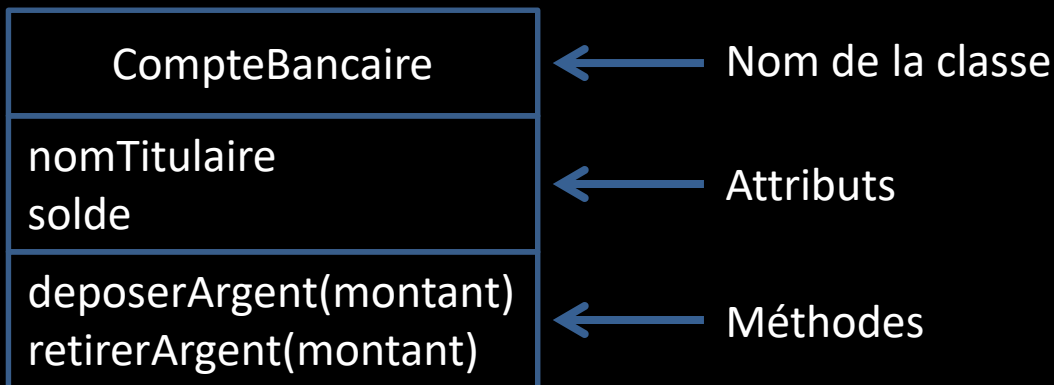 CompteBancaire
Nom de la classe
nomTitulaire
solde
Attributs
deposerArgent(montant)
retirerArgent(montant)
Méthodes